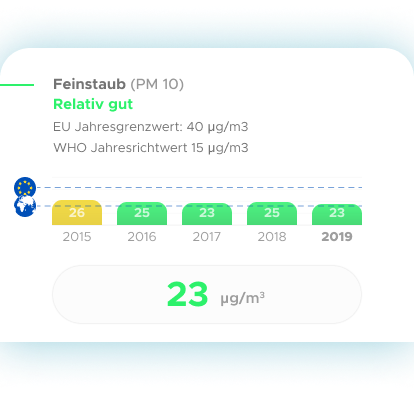 Feinstaub (PM 10)
Relativ gut
EU Jahresgrenzwert: 40 µg/m3
WHO Jahresrichtwert 15 µg/m3
26 25 23 25 23
2015 2016 2017 2018 2019
23 µg/m³